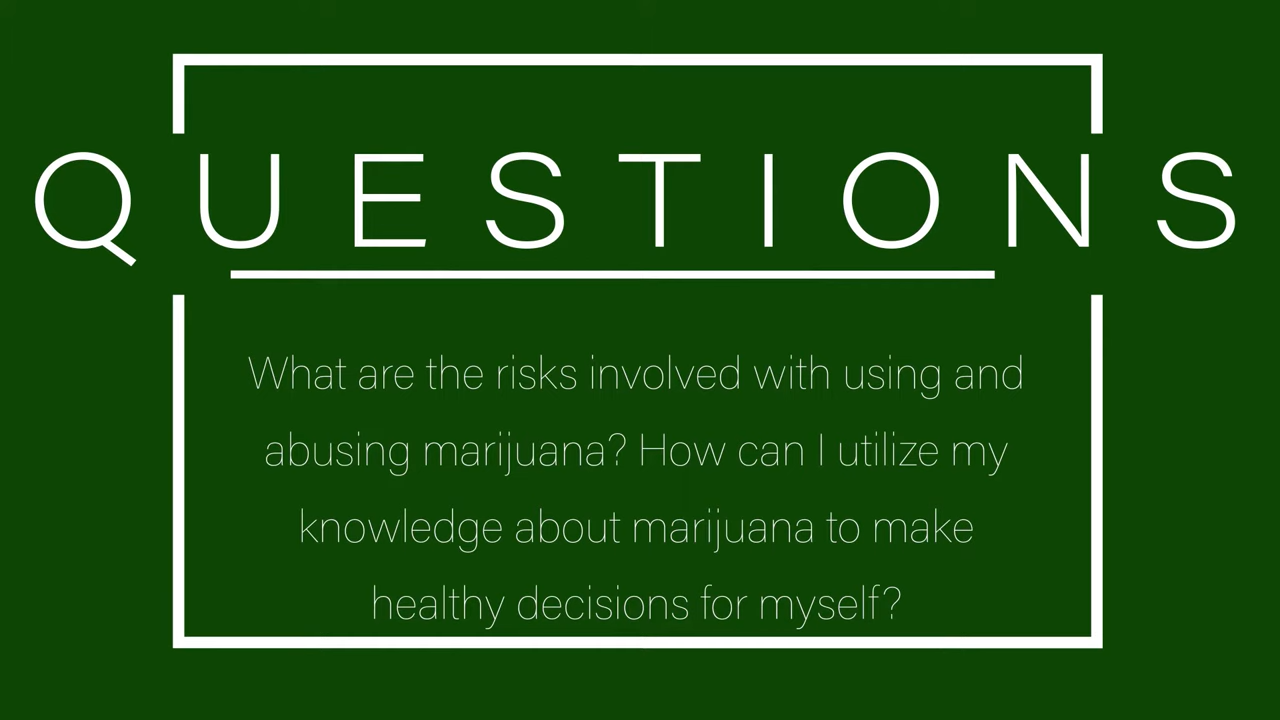 QUESTIONS
What are the risks involved with using and
abusing marijuana? How can I utilize my
knowledge about marijuana to make
healthy decisions for myself?